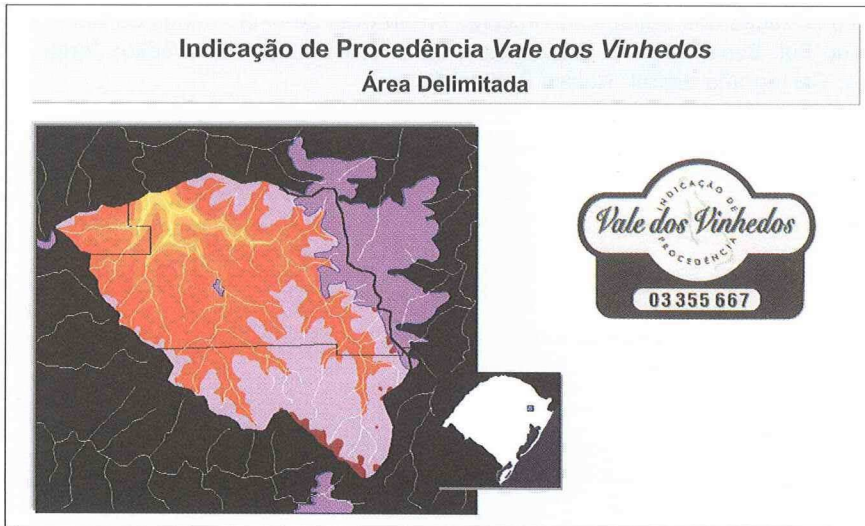 Indicação de Procedência Vale dos Vinhedos
Área Delimitada
INDICAÇÃO DE
Vale dos Vinhedos
PROCEDÊNCIA
03 355 667